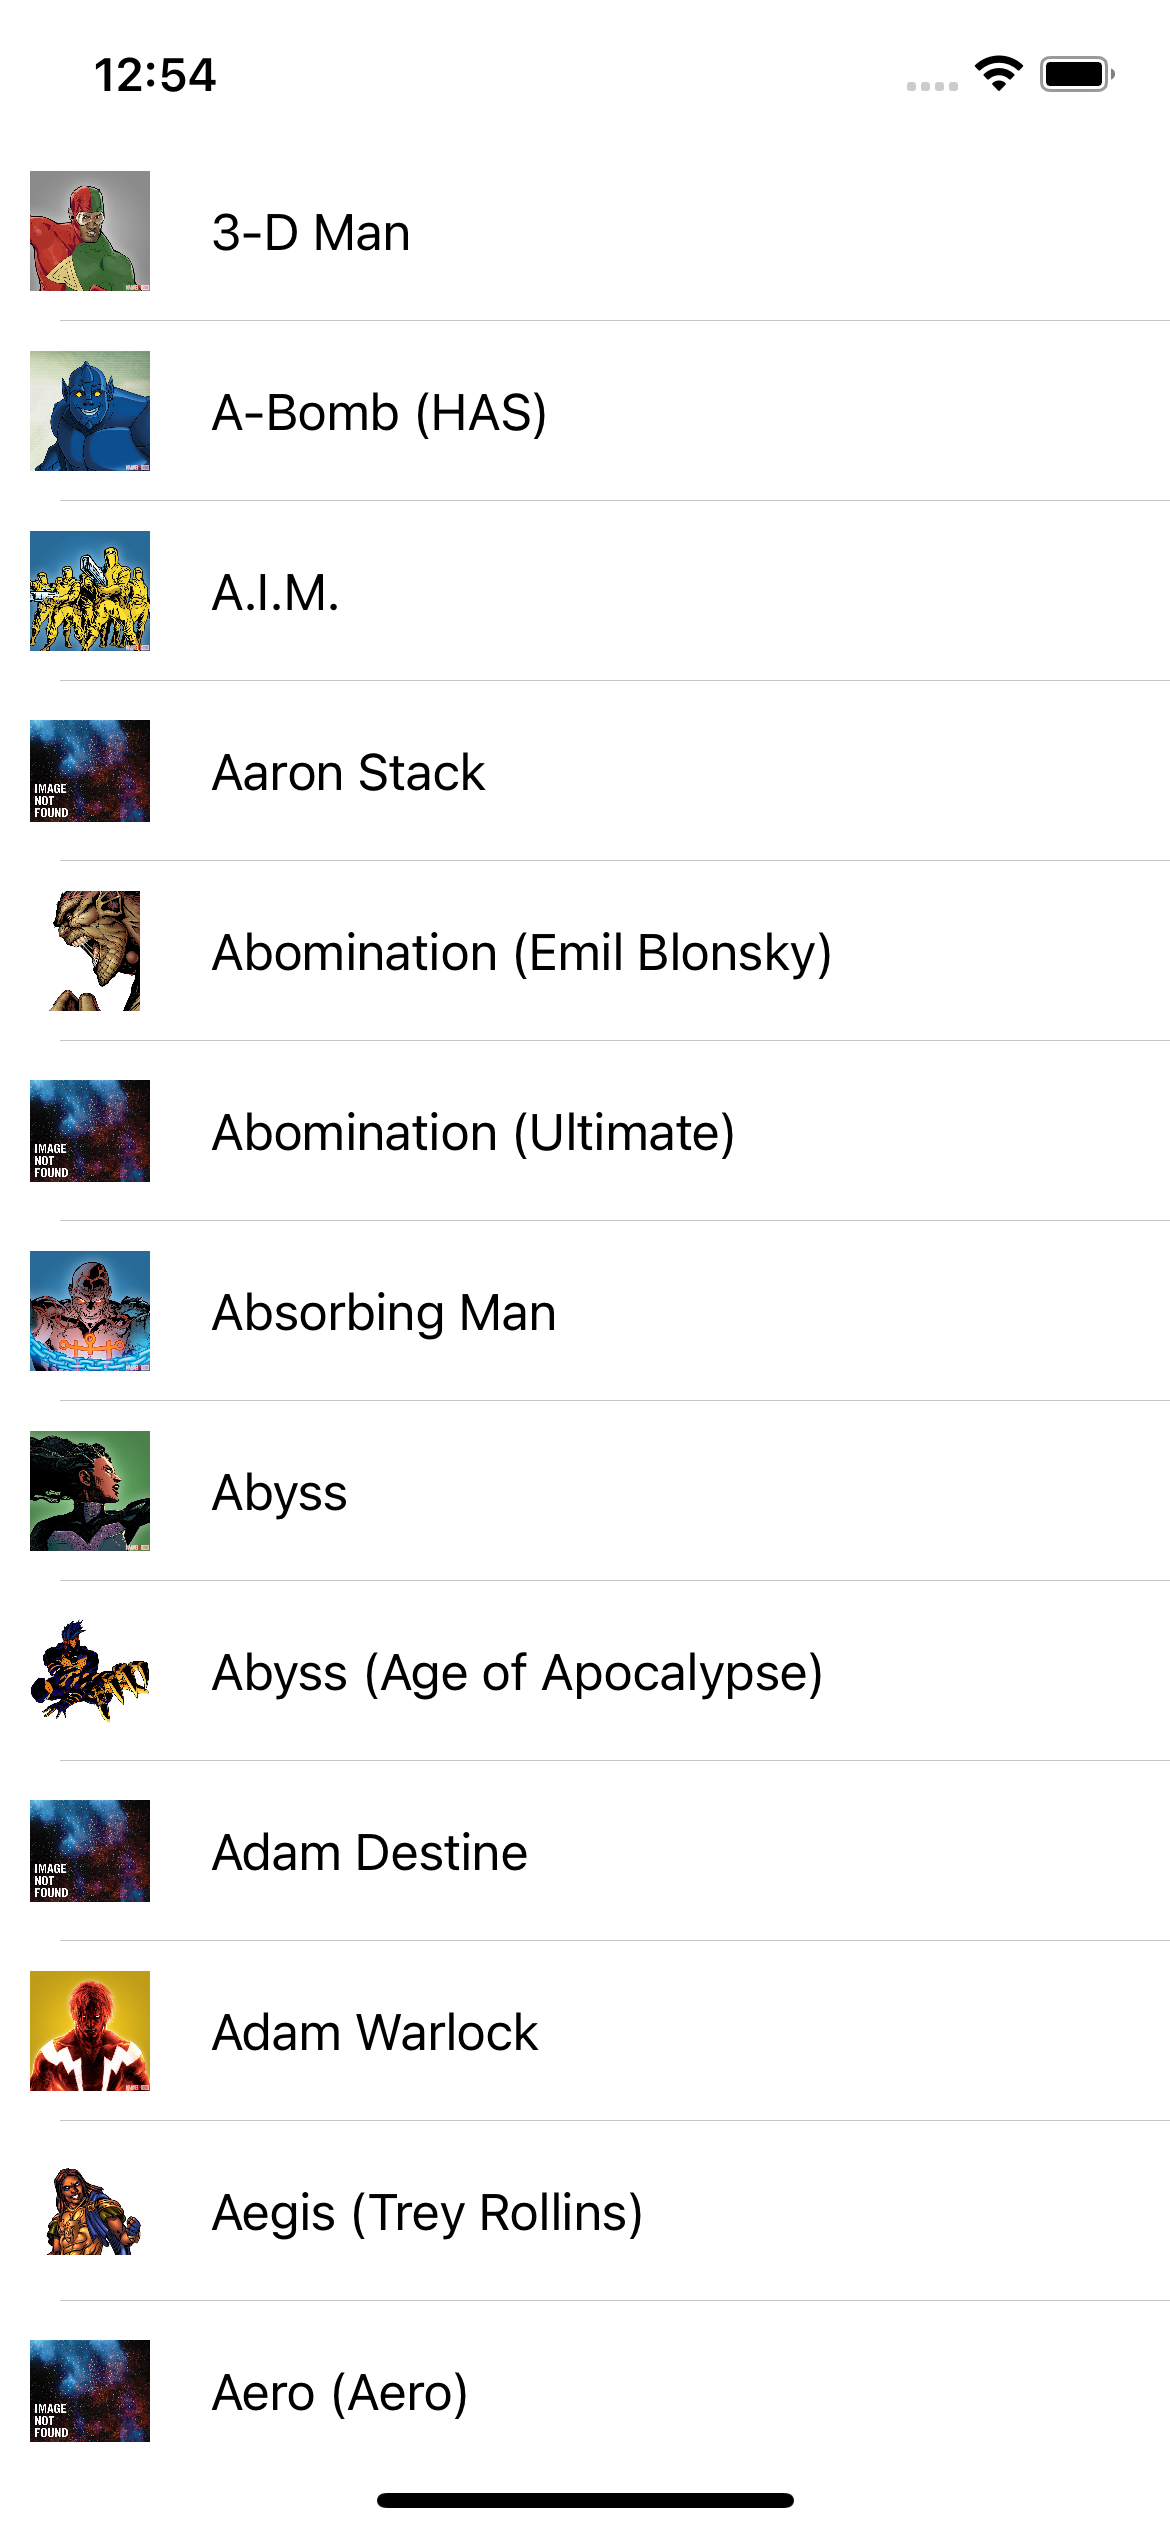 12:54
3-D Man
A-Bomb (HAS)
A.I.M.
IMAGE
NOT
FOUND
Aaron Stack
Abomination (Emil Blonsky)
IMAGE
NOT
FOUND
Abomination (Ultimate)
Absorbing Man
Abyss
Abyss (Age of Apocalypse)
IMAGE
NOT
FOUND
Adam Destine
Adam Warlock
Aegis (Trey Rollins)
IMAGE
NOT
FOUND
Aero (Aero)